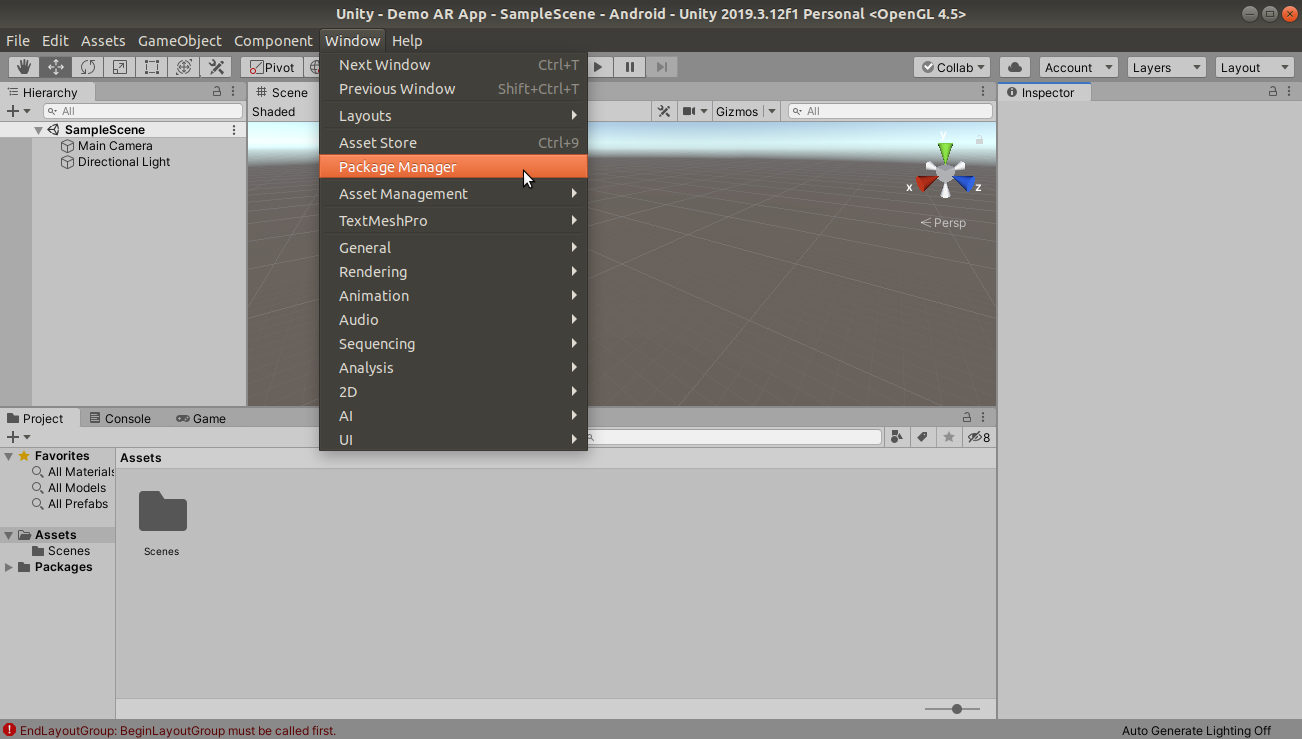 Unity - Demo AR App - SampleScene - Android - Unity 2019.3.12f1 Personal <OpenGL 4.5>
File Edit Assets GameObject Component Window Help
Pivot
Collab
Account
Layers
Layout
Next Window Ctrl+T
Previous Window Shift+Ctrl+T
Layouts
Asset Store Ctrl+9
Package Manager
Asset Management
TextMeshPro
General
Rendering
Animation
Audio
Sequencing
Analysis
2D
AI
UI
Hierarchy
All
SampleScene
Main Camera
Directional Light
Scene
Shaded
Gizmos
All
y
x
z
Persp
Inspector
Project Console Game
8
Favorites
All Materials
All Models
All Prefabs
Assets
Scenes
Packages
Assets
Scenes
EndLayoutGroup: BeginLayoutGroup must be called first.
Auto Generate Lighting Off